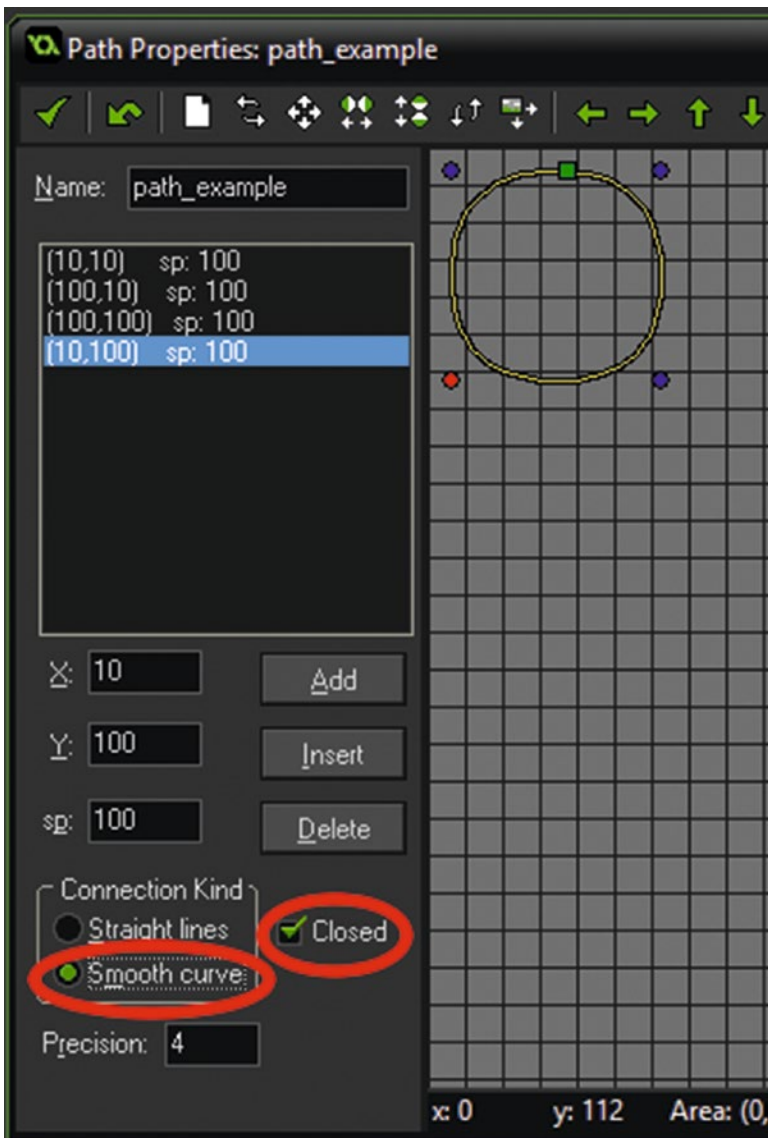 Path Properties: path_example
Name: path_example
(10,10) sp: 100
(100,10) sp: 100
(100,100) sp: 100
(10,100) sp: 100
X: 10
Add
Y: 100
Insert
sp: 100
Delete
Connection Kind
Straight lines
Closed
Smooth curve
Precision: 4
x: 0 y: 112 Area: (0,